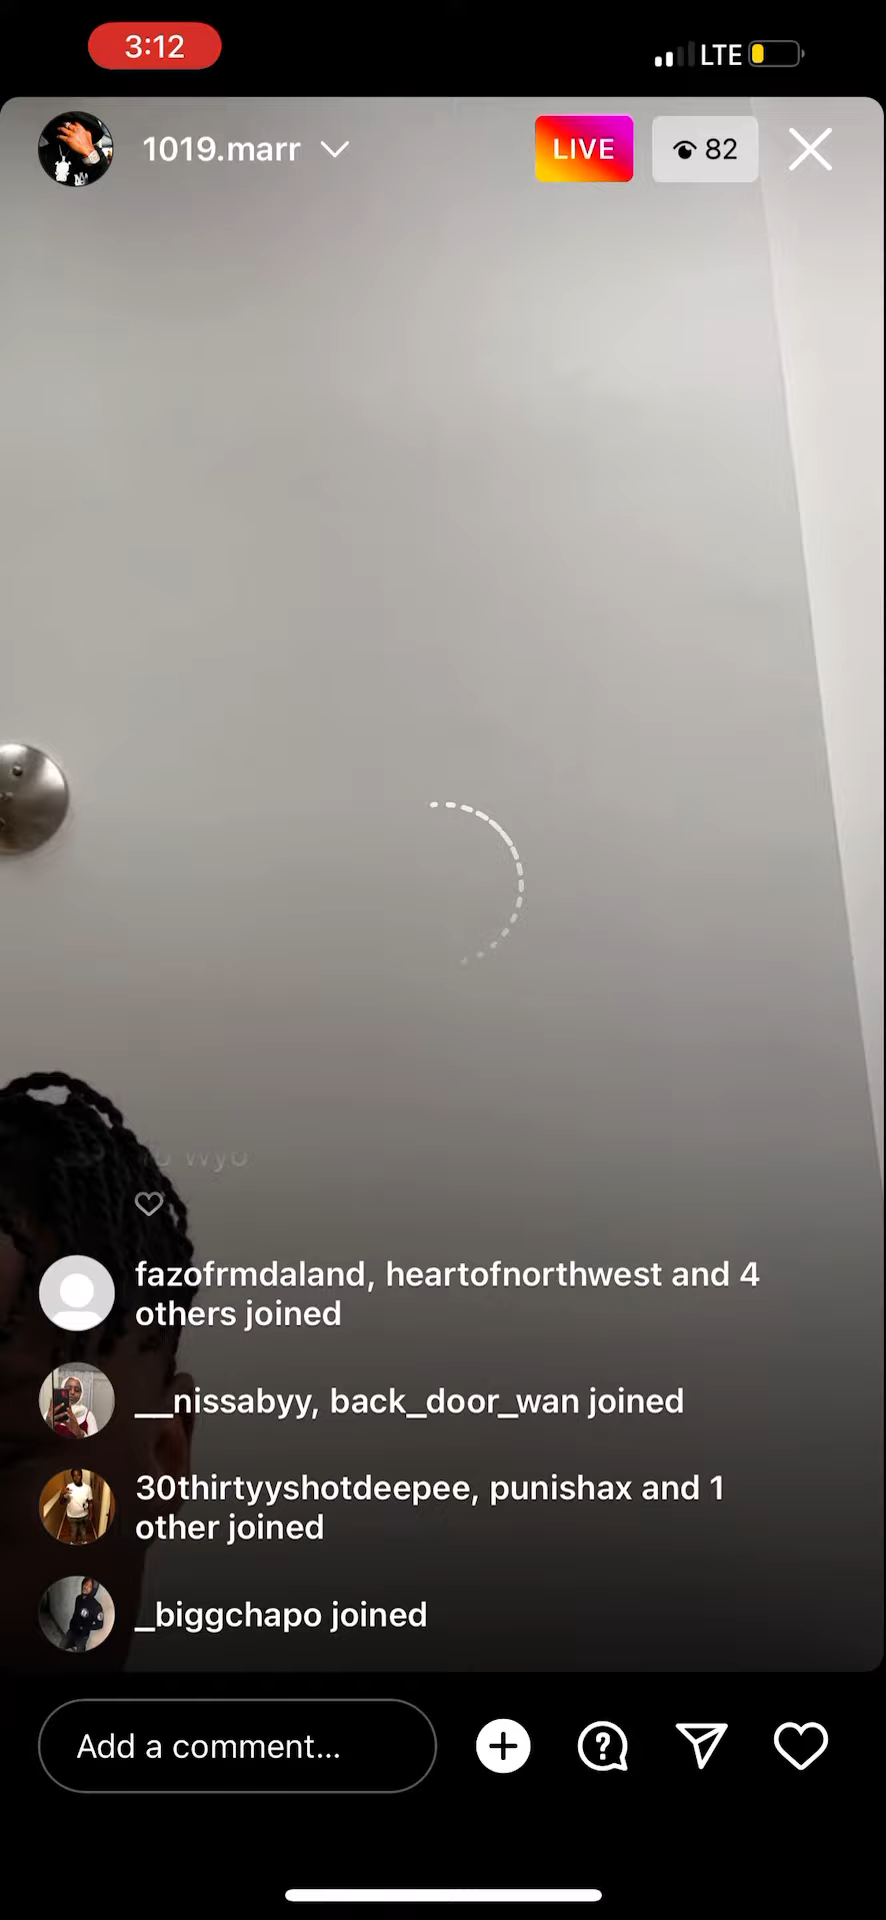 3:12
LTE
1019.marr
LIVE
82
fazofrmdaland, heartofnorthwest and 4
others joined
__nissabyy, back_door_wan joined
30thirtyyshotdeepee, punishax and 1
other joined
_biggchapo joined
Add a comment...